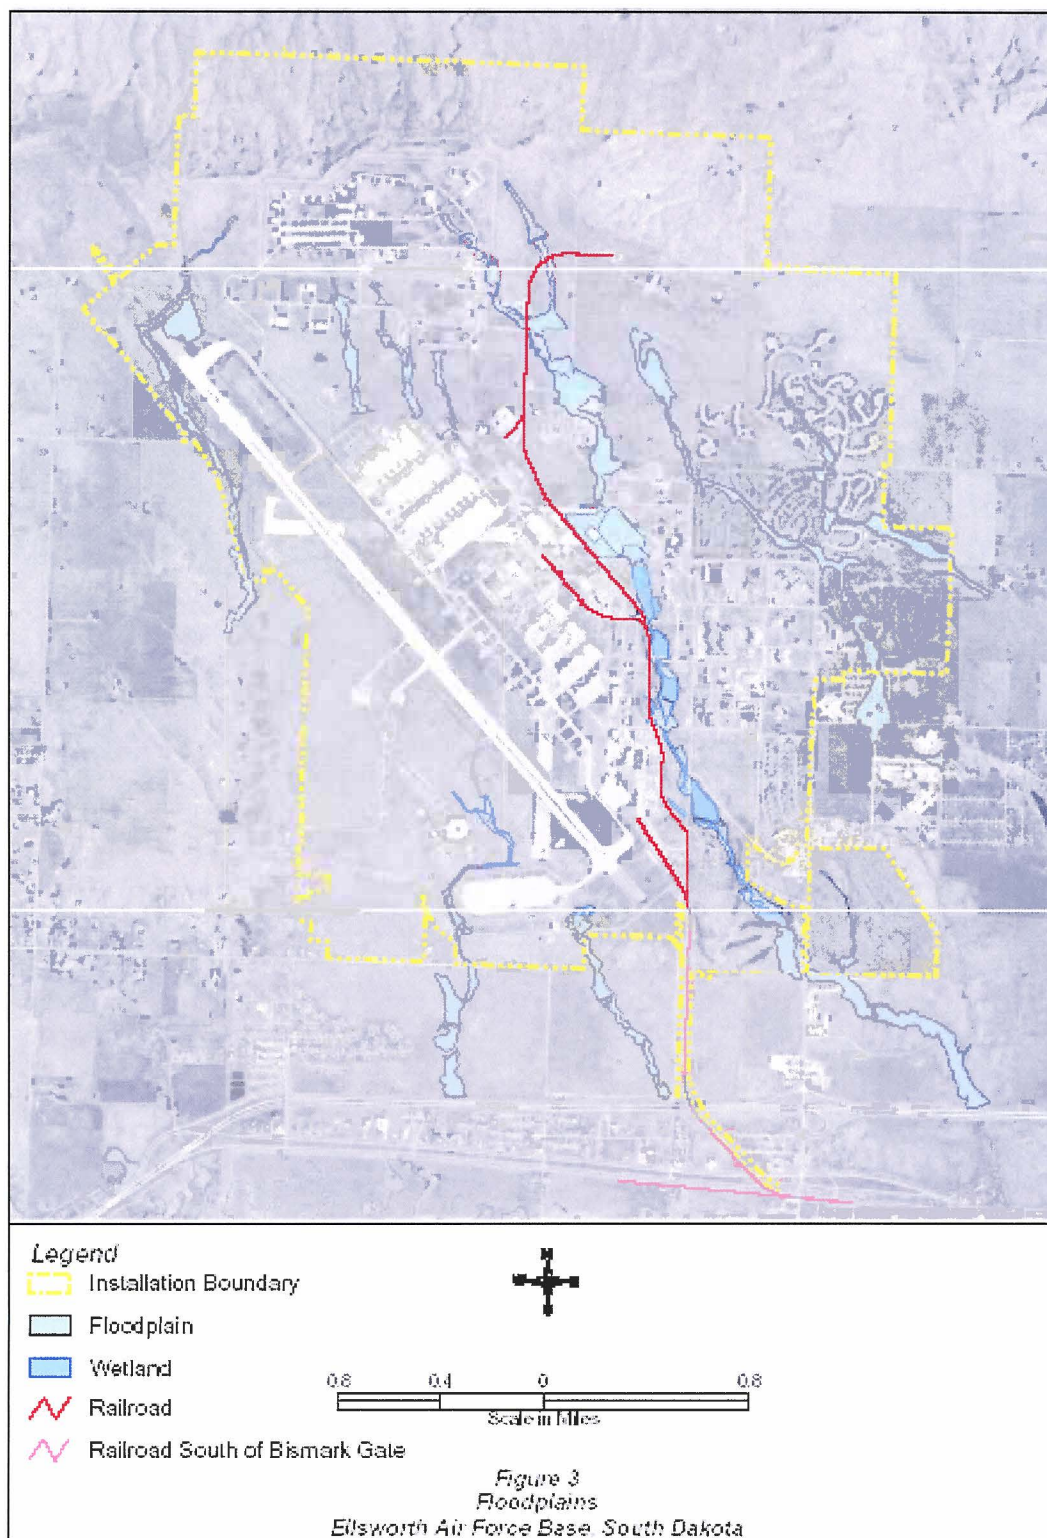 Legend
Installation Boundary
Floodplain
Wetland
Railroad
Railroad South of Bismark Gate
N
0.8 0.4 0 0.8
Scale in Miles
Figure 3
Floodplains
Ellsworth Air Force Base, South Dakota